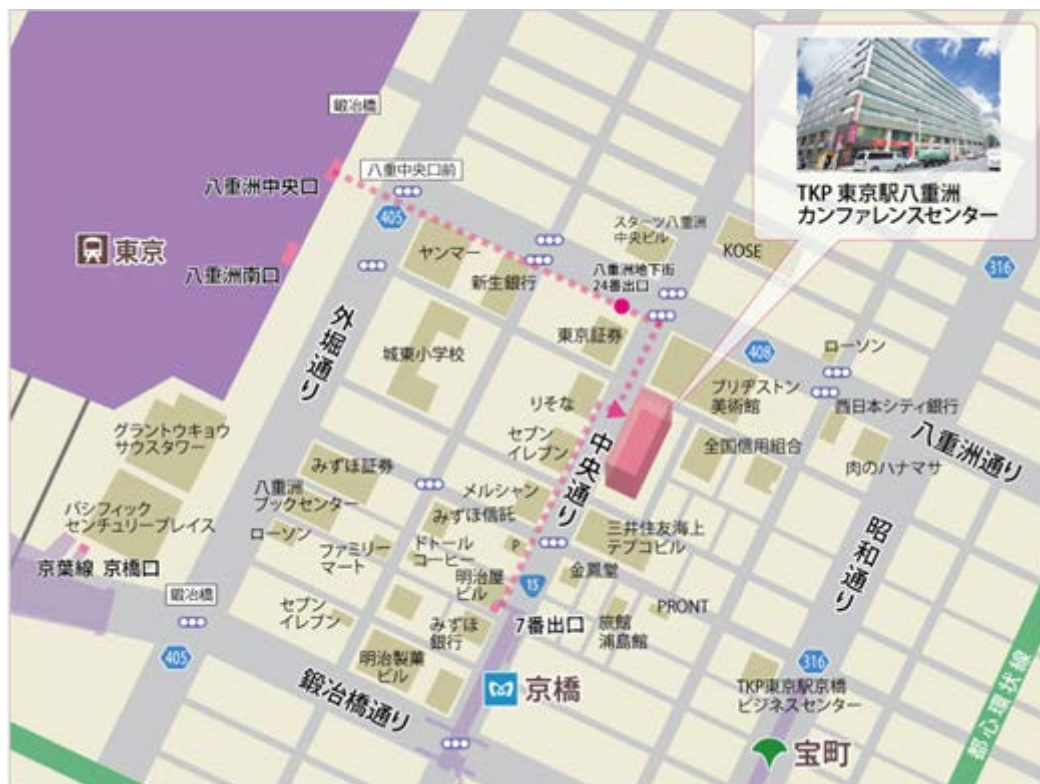 鍛冶橋
八重洲中央口
八重中央口前
405
東京
八重洲南口
ヤンマー
新生銀行
スターツ八重洲
中央ビル
KOSE
TKP 東京駅八重洲
カンファレンスセンター
316
八重洲地下街
24番出口
外堀通り
城東小学校
東京証券
408
ローソン
ブリヂストン
美術館
西日本シティ銀行
八重洲通り
りそな
セブン
イレブン
中央通り
全国信用組合
肉のハナマサ
グラントウキョウ
サウスタワー
みずほ証券
八重洲
ブックセンター
メルシャン
みずほ信託
パシフィック
センチュリープレイス
ローソン
ファミリー
マート
ドトール
コーヒー
P
三井住友海上
テプコビル
昭和通り
京葉線 京橋口
鍛冶橋
明治屋
ビル
15
金鳳堂
セブン
イレブン
みずほ
銀行
7番出口
旅館
浦島館
PRONT
405
明治製菓
ビル
鍛冶橋通り
京橋
316
TKP東京駅京橋
ビジネスセンター
宝町
都心環状線